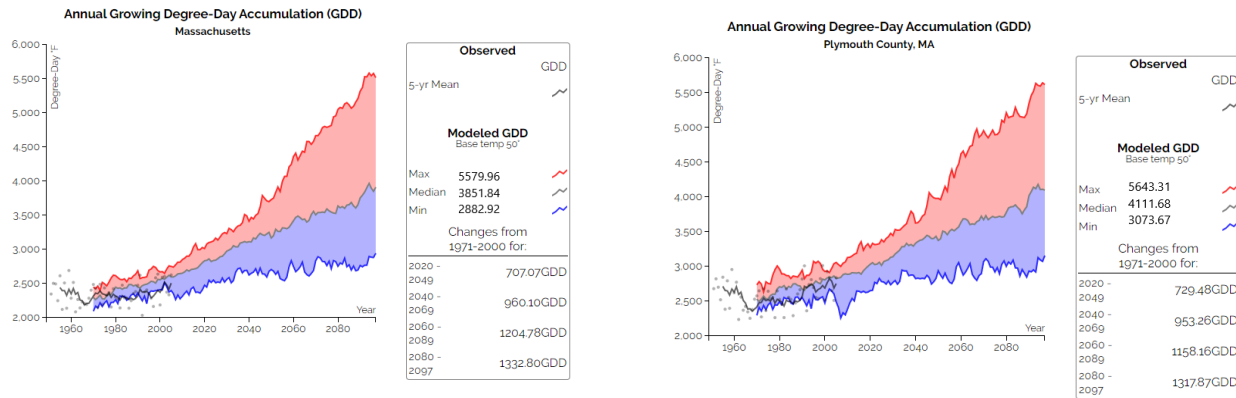 Annual Growing Degree-Day Accumulation (GDD)
Massachusetts
6,000
5,500
5,000
4,500
4,000
3,500
3,000
2,500
2,000
Degree-Day °F
1960
1980
2000
2020
2040
2060
2080
Year
Observed
GDD
5-yr Mean
Modeled GDD
Base temp 50°
Max 5579.96
Median 3851.84
Min 2882.92
Changes from
1971-2000 for:
2020 -
2049
707.07GDD
2040 -
2069
960.10GDD
2060 -
2089
1204.78GDD
2080 -
2097
1332.80GDD
Annual Growing Degree-Day Accumulation (GDD)
Plymouth County, MA
6,000
5,500
5,000
4,500
4,000
3,500
3,000
2,500
2,000
Degree-Day °F
1960
1980
2000
2020
2040
2060
2080
Year
Observed
GDD
5-yr Mean
Modeled GDD
Base temp 50°
Max 5643.31
Median 4111.68
Min 3073.67
Changes from
1971-2000 for:
2020 -
2049
729.48GDD
2040 -
2069
953.26GDD
2060 -
2089
1158.16GDD
2080 -
2097
1317.87GDD